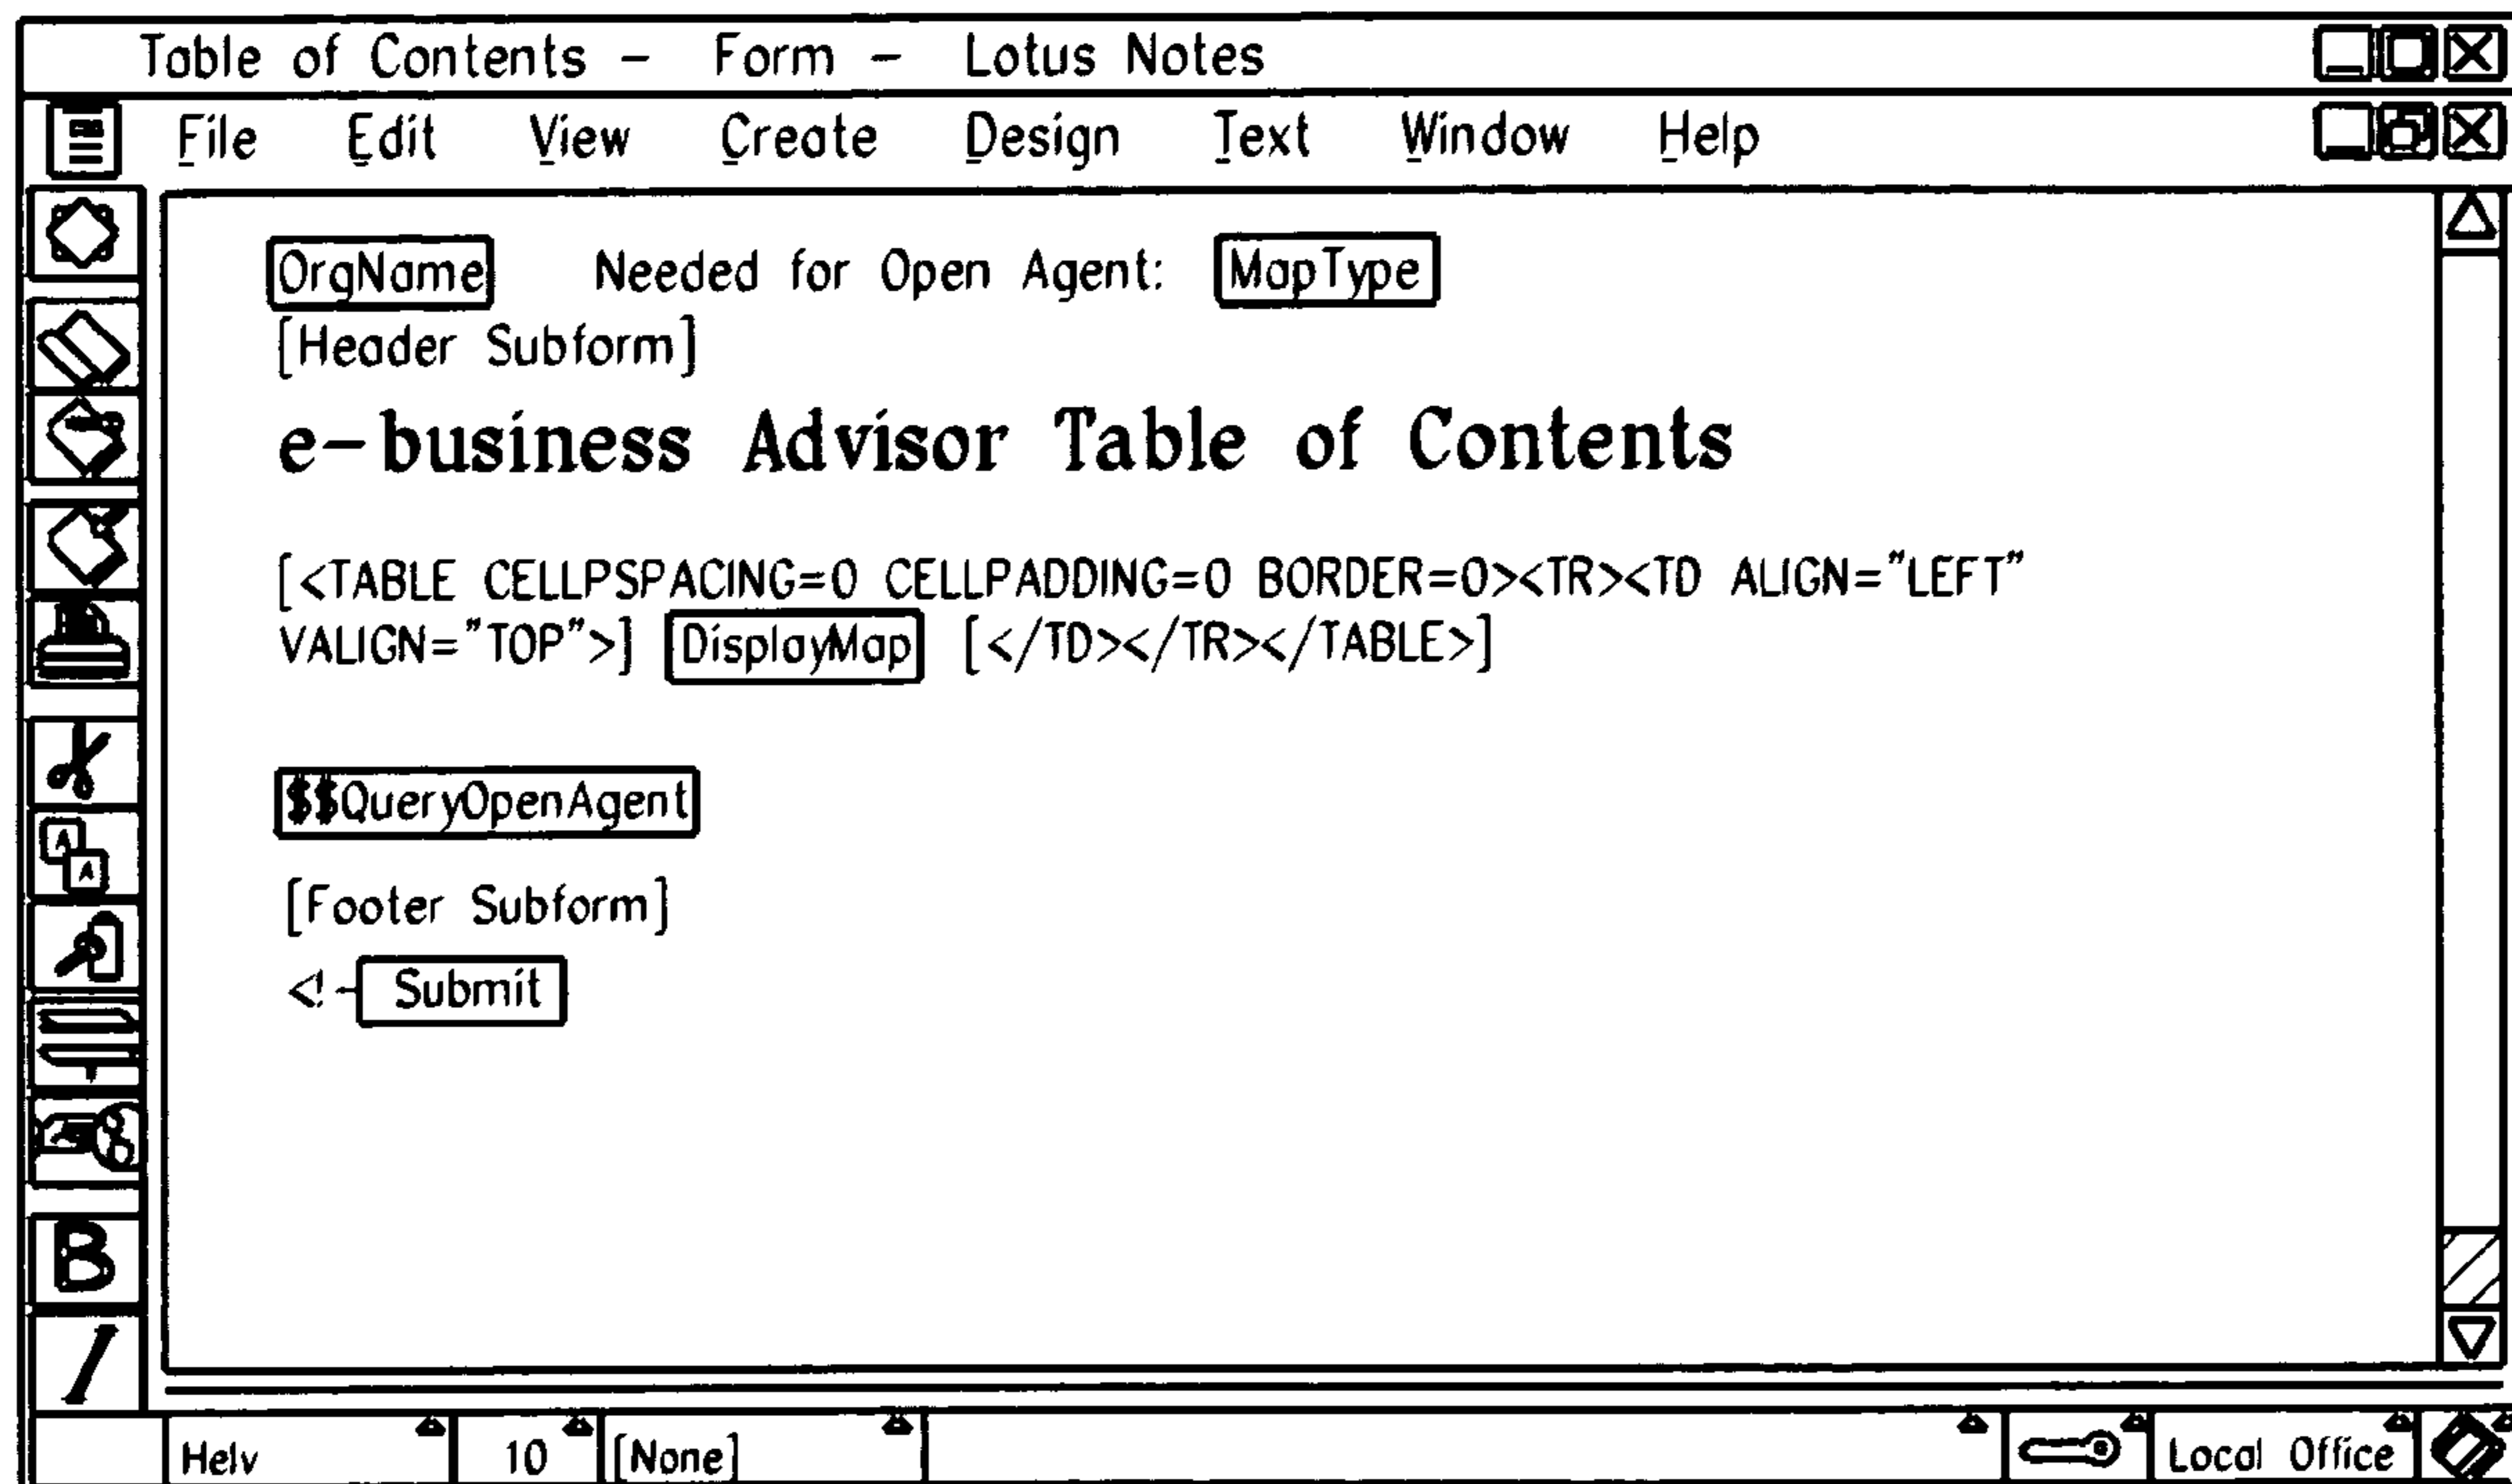 Table of Contents – Form – Lotus Notes
File Edit View Create Design Text Window Help
OrgName Needed for Open Agent: MapType
[Header Subform]
e-business Advisor Table of Contents
[<TABLE CELLPSPACING=0 CELLPADDING=0 BORDER=0><TR><TD ALIGN="LEFT"
VALIGN="TOP">] DisplayMap [</TD></TR></TABLE>]
$$QueryOpenAgent
[Footer Subform]
<!- Submit
A
A
B
I
Helv 10 [None] Local Office